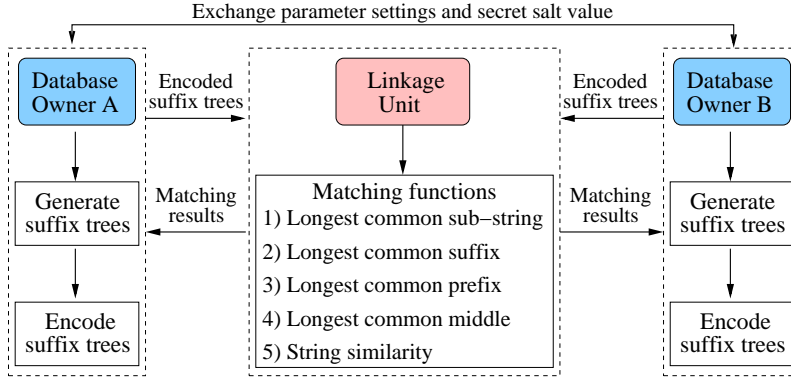 Exchange parameter settings and secret salt value
Database
Owner A
Encoded
suffix trees
Linkage
Unit
Encoded
suffix trees
Database
Owner B
Generate
suffix trees
Matching
results
Matching functions
1) Longest common sub−string
2) Longest common suffix
3) Longest common prefix
4) Longest common middle
5) String similarity
Matching
results
Generate
suffix trees
Encode
suffix trees
Encode
suffix trees